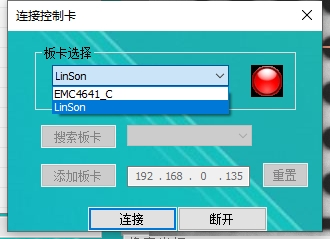 连接控制卡
板卡选择
LinSon
EMC4641_C
LinSon
搜索板卡
添加板卡 192 . 168 . 0 . 135 重置
连接 断开